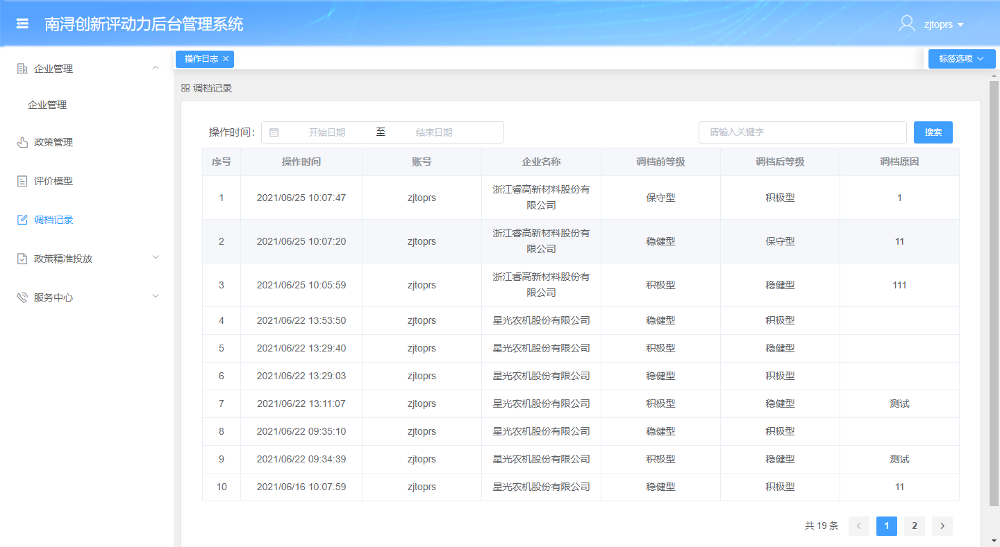 南浔创新评动力后台管理系统
zjtoprs
企业管理
企业管理
政策管理
评价模型
调档记录
政策精准投放
服务中心
操作日志
标签选项
调档记录
操作时间: 开始日期 至 结束日期 请输入关键字 搜索
序号 操作时间 账号 企业名称 调档前等级 调档后等级 调档原因
1 2021/06/25 10:07:47 zjtoprs 浙江睿高新材料股份有 保守型 积极型 1
限公司
2 2021/06/25 10:07:20 zjtoprs 浙江睿高新材料股份有 稳健型 保守型 11
限公司
3 2021/06/25 10:05:59 zjtoprs 浙江睿高新材料股份有 积极型 稳健型 111
限公司
4 2021/06/22 13:53:50 zjtoprs 星光农机股份有限公司 稳健型 积极型
5 2021/06/22 13:29:40 zjtoprs 星光农机股份有限公司 积极型 稳健型
6 2021/06/22 13:29:03 zjtoprs 星光农机股份有限公司 稳健型 积极型
7 2021/06/22 13:11:07 zjtoprs 星光农机股份有限公司 积极型 稳健型 测试
8 2021/06/22 09:35:10 zjtoprs 星光农机股份有限公司 稳健型 积极型
9 2021/06/22 09:34:39 zjtoprs 星光农机股份有限公司 积极型 稳健型 测试
10 2021/06/16 10:07:59 zjtoprs 星光农机股份有限公司 稳健型 积极型 11
共 19 条 1 2